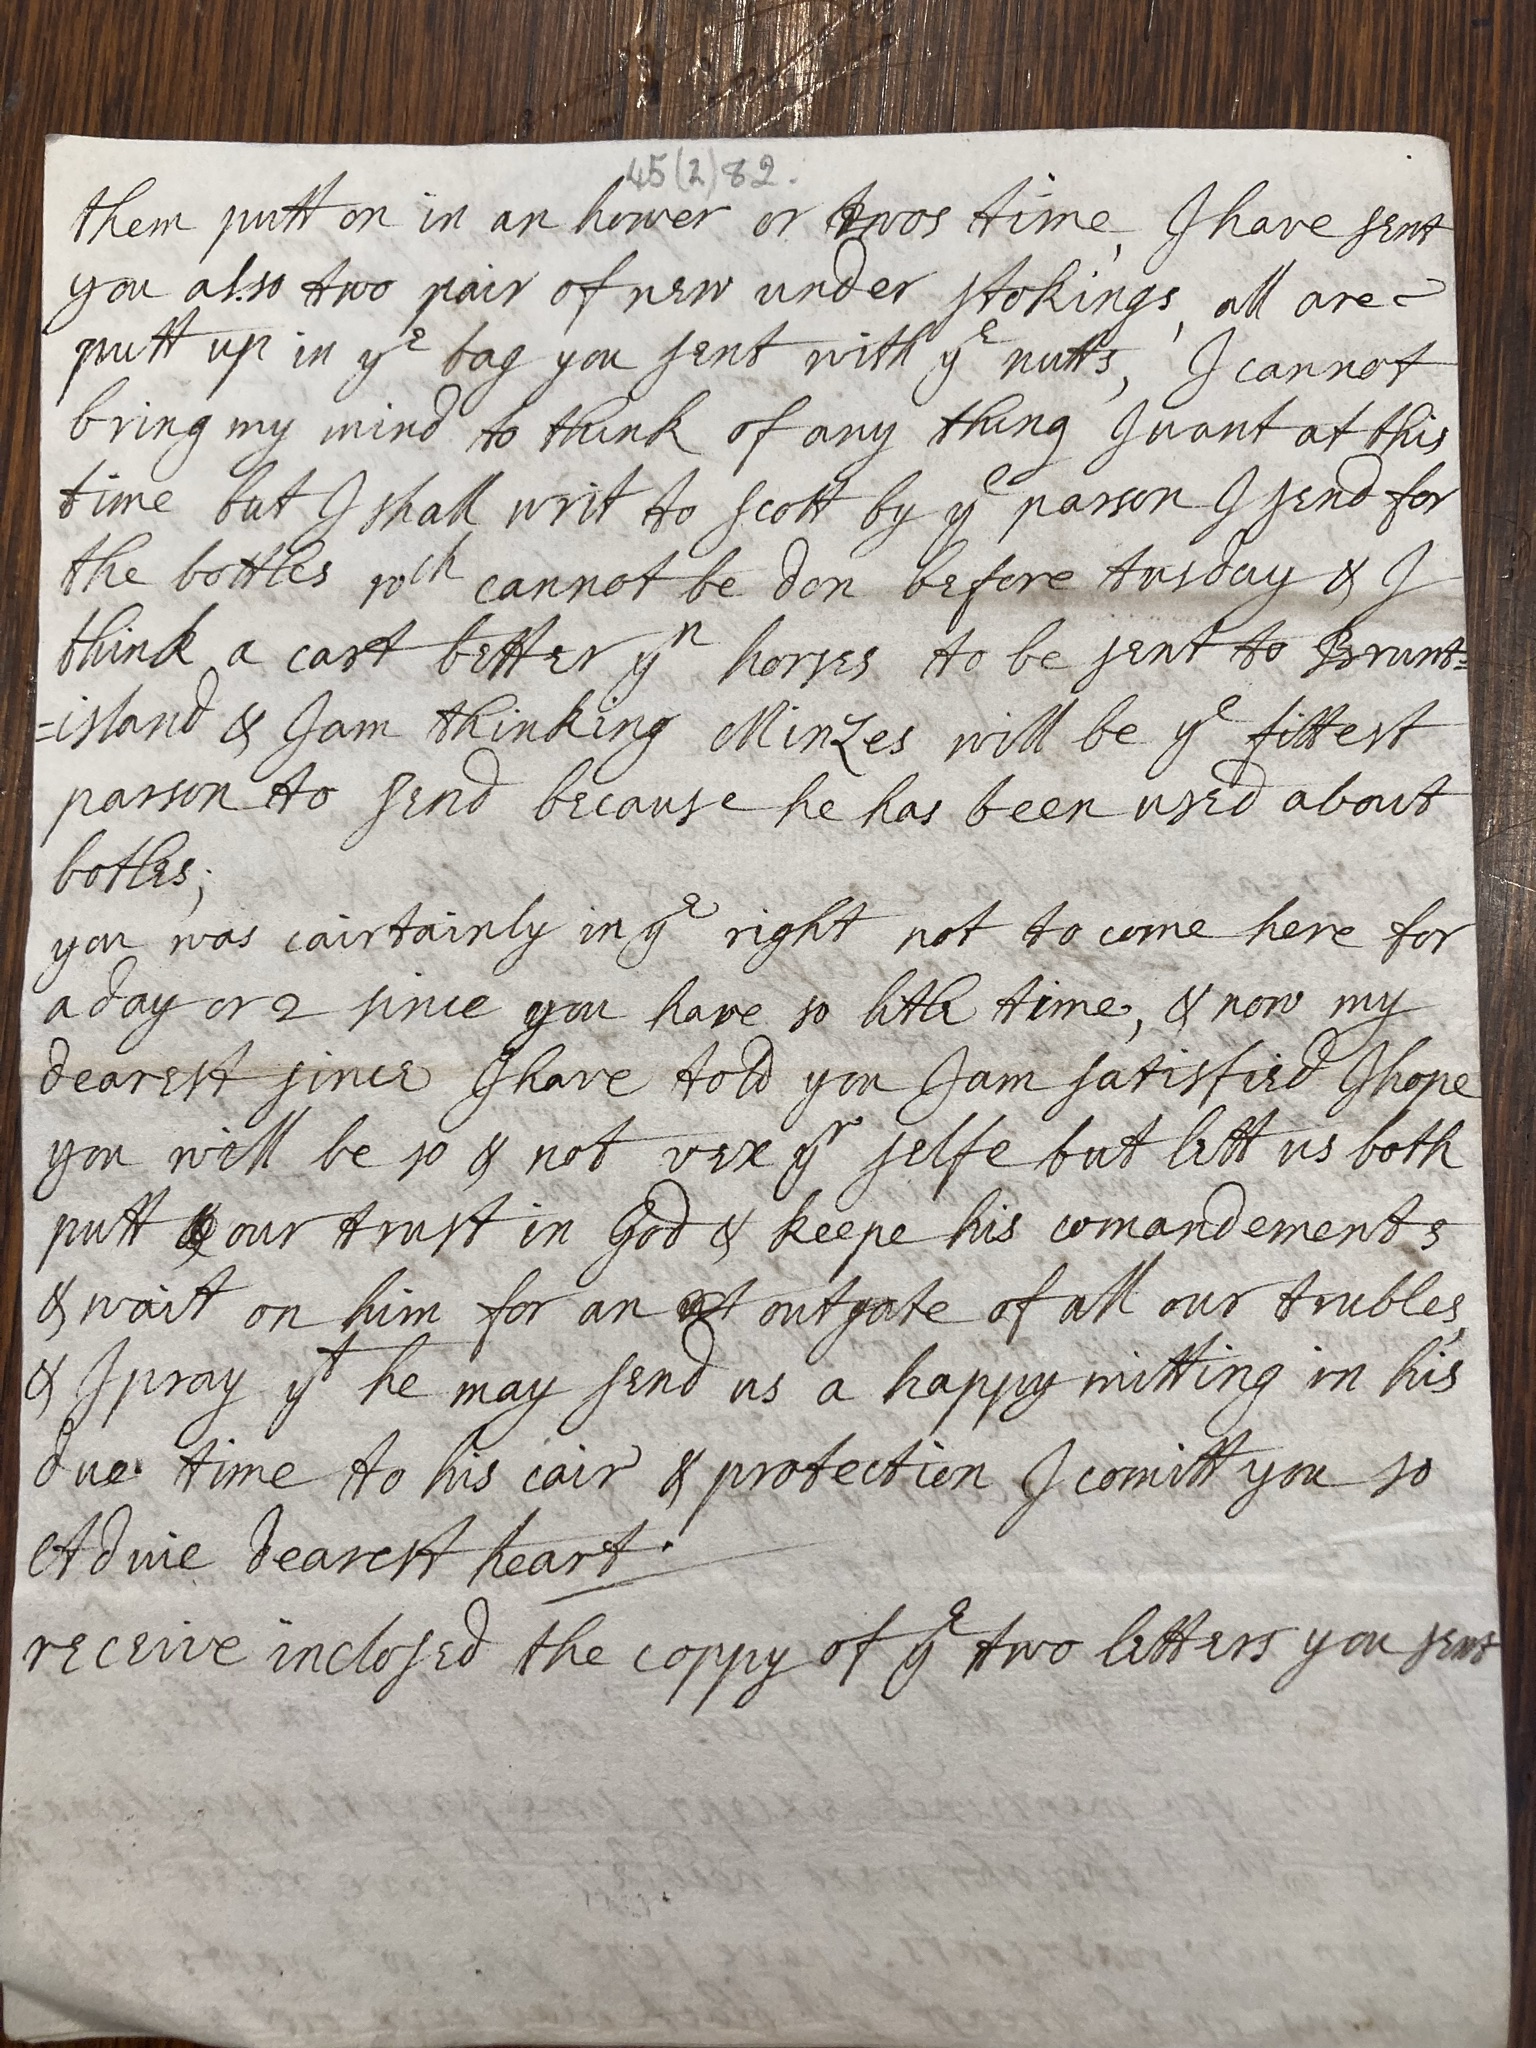 45(2)82.
them putt on in an hower or twos time, I have sent
you also two pair of new under stokings, all are
putt up in yᵉ bag you sent with yᵉ nutts, I cannot
bring my mind to think of any thing I want at this
time but I shall writ to Scott by yᵉ parson I send for
the bottles wᶜʰ cannot be don before tusday & I
think a cart better yⁿ horses to be sent to Brunt=
=island & I am thinking Minzes will be yᵉ fittest
parson to send because he has been used about
botles;
you was cairtainly in yᵉ right not to come here for
a day or 2 since you have so litle time, & now my
dearest since I have told you I am satisfied I hope
you will be so & not vex yʳ selfe but lett us both
putt our trust in God & keepe his comandements
& wait on him for an outgate of all our trubles,
& I pray yᵗ he may send us a happy mitting in his
due time to his cair & protection I comitt you so
Adwie dearest heart.
receive inclosed the coppy of yᵉ two letters you sent